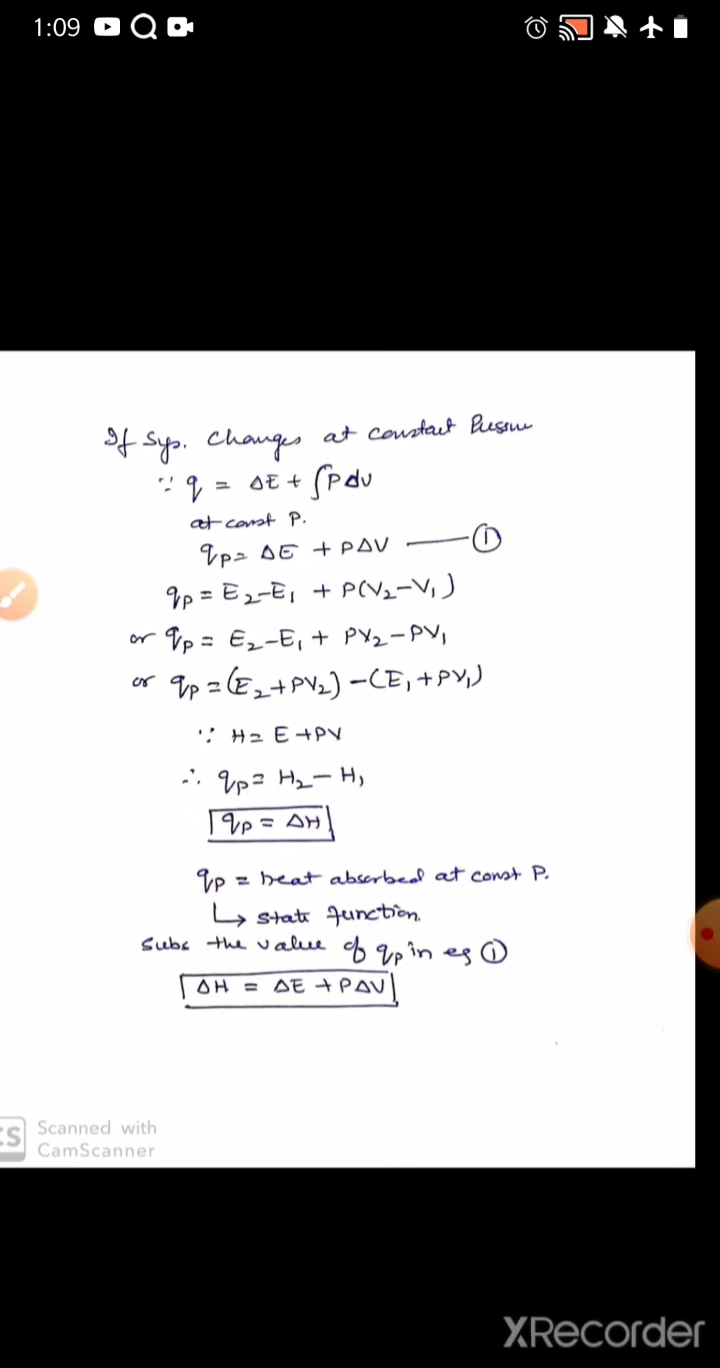 1:09
If Sys. Changes at constant Pressure
∵ q = ΔE + ∫P dv
at const P.
qp = ΔE + PΔV —— ①
qp = E2-E1 + P(V2-V1)
or qp = E2-E1 + PV2-PV1
or qp = (E2+PV2) - (E1+PV1)
∵ H = E+PV
∴ qp = H2 - H1
qp = ΔH
qp = heat absorbed at const P.
↳ state function.
Subs the value of qp in eq ①
ΔH = ΔE + PΔV
CS Scanned with
CamScanner
XRecorder